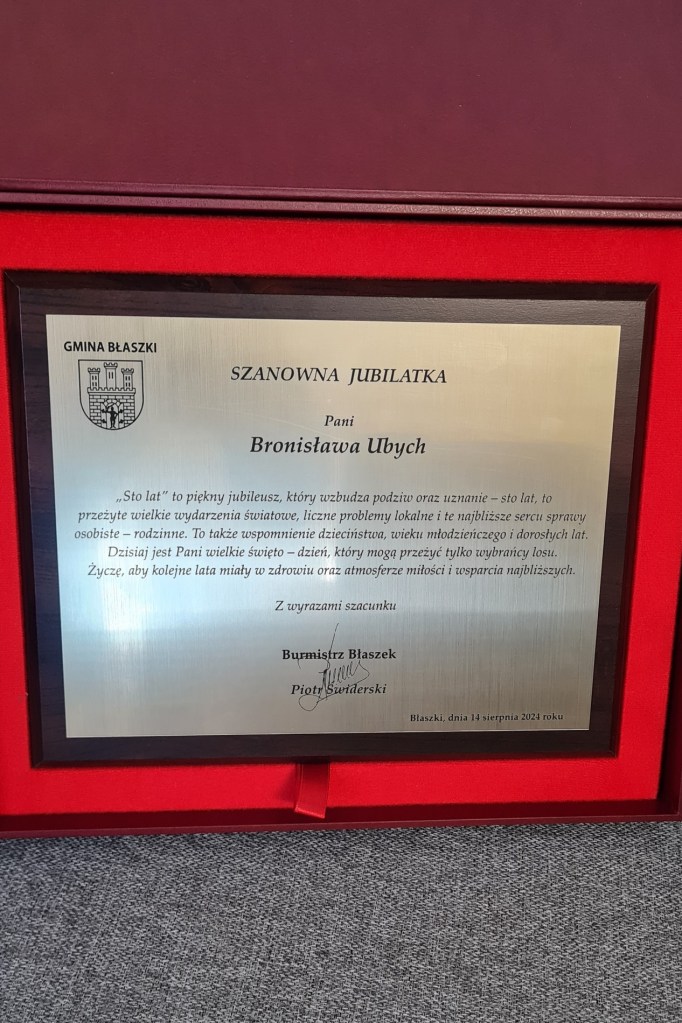 GMINA BŁASZKI
SZANOWNA JUBILATKA
Pani
Bronisława Ubych
„Sto lat” to piękny jubileusz, który wzbudza podziw oraz uznanie – sto lat, to
przeżyte wielkie wydarzenia światowe, liczne problemy lokalne i te najbliższe sercu sprawy
osobiste – rodzinne. To także wspomnienie dzieciństwa, wieku młodzieńczego i dorosłych lat.
Dzisiaj jest Pani wielkie święto – dzień, który mogą przeżyć tylko wybrańcy losu.
Życzę, aby kolejne lata miały w zdrowiu oraz atmosferze miłości i wsparcia najbliższych.
Z wyrazami szacunku
Burmistrz Błaszek
Piotr Świderski
Błaszki, dnia 14 sierpnia 2024 roku